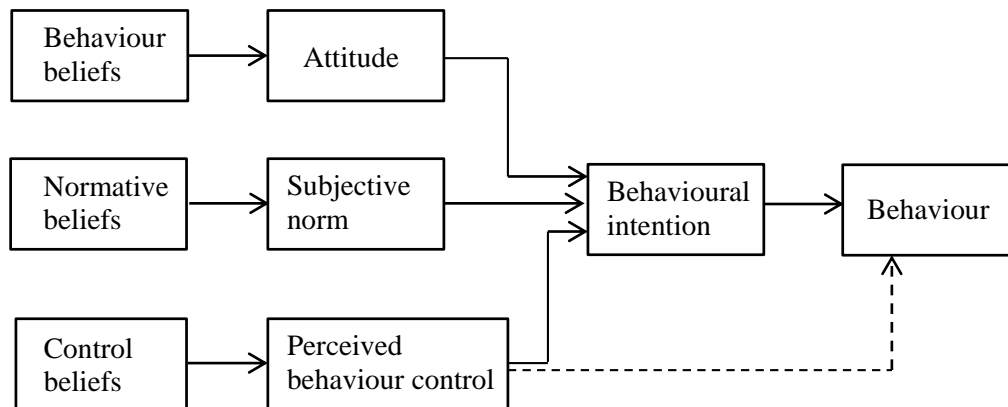 Behaviour
beliefs
Attitude
Normative
beliefs
Subjective
norm
Behavioural
intention
Behaviour
Control
beliefs
Perceived
behaviour control